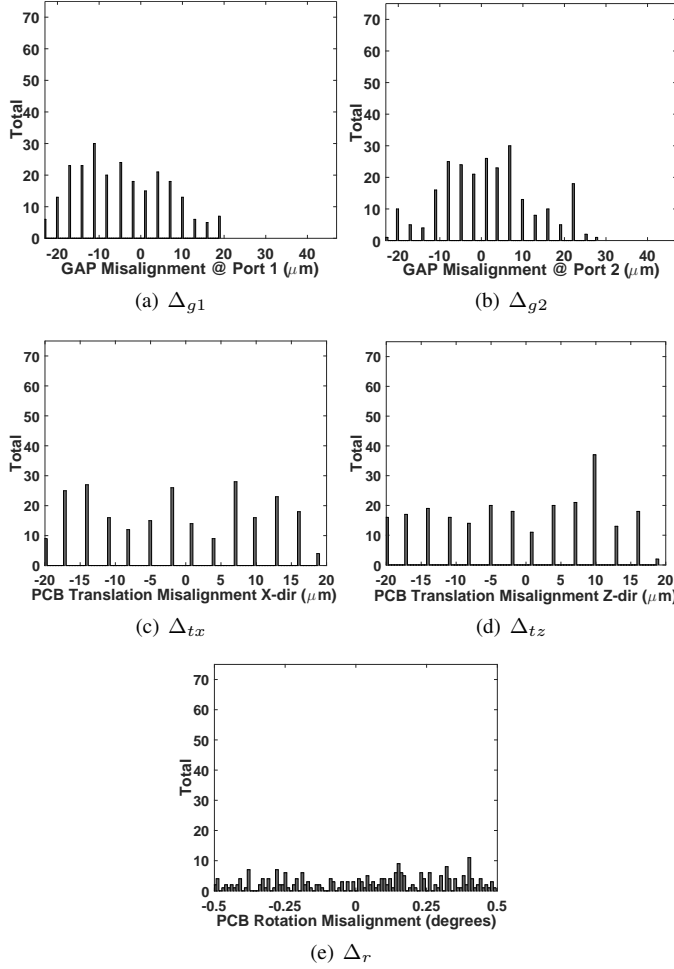 70
60
50
40
30
20
10
0
Total
-20 -10 0 10 20 30 40
GAP Misalignment @ Port 1 (μm)
(a) Δg1
70
60
50
40
30
20
10
0
Total
-20 -10 0 10 20 30 40
GAP Misalignment @ Port 2 (μm)
(b) Δg2
70
60
50
40
30
20
10
0
Total
-20 -15 -10 -5 0 5 10 15 20
PCB Translation Misalignment X-dir (μm)
(c) Δtx
70
60
50
40
30
20
10
0
Total
-20 -15 -10 -5 0 5 10 15 20
PCB Translation Misalignment Z-dir (μm)
(d) Δtz
70
60
50
40
30
20
10
0
Total
-0.5 -0.25 0 0.25 0.5
PCB Rotation Misalignment (degrees)
(e) Δr